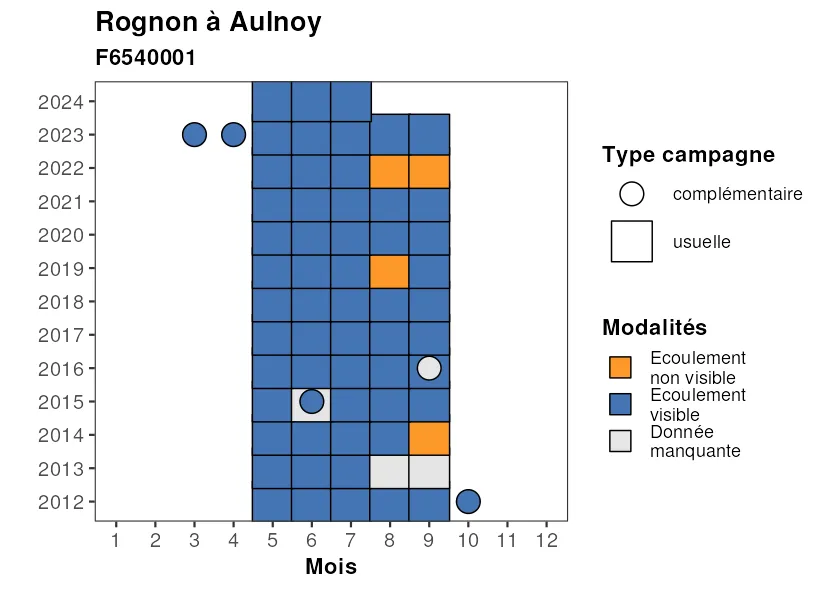 Rognon à Aulnoy
F6540001
2024
2023
2022
2021
2020
2019
2018
2017
2016
2015
2014
2013
2012
1 2 3 4 5 6 7 8 9 10 11 12
Mois
Type campagne
complémentaire
usuelle
Modalités
Ecoulement
non visible
Ecoulement
visible
Donnée
manquante